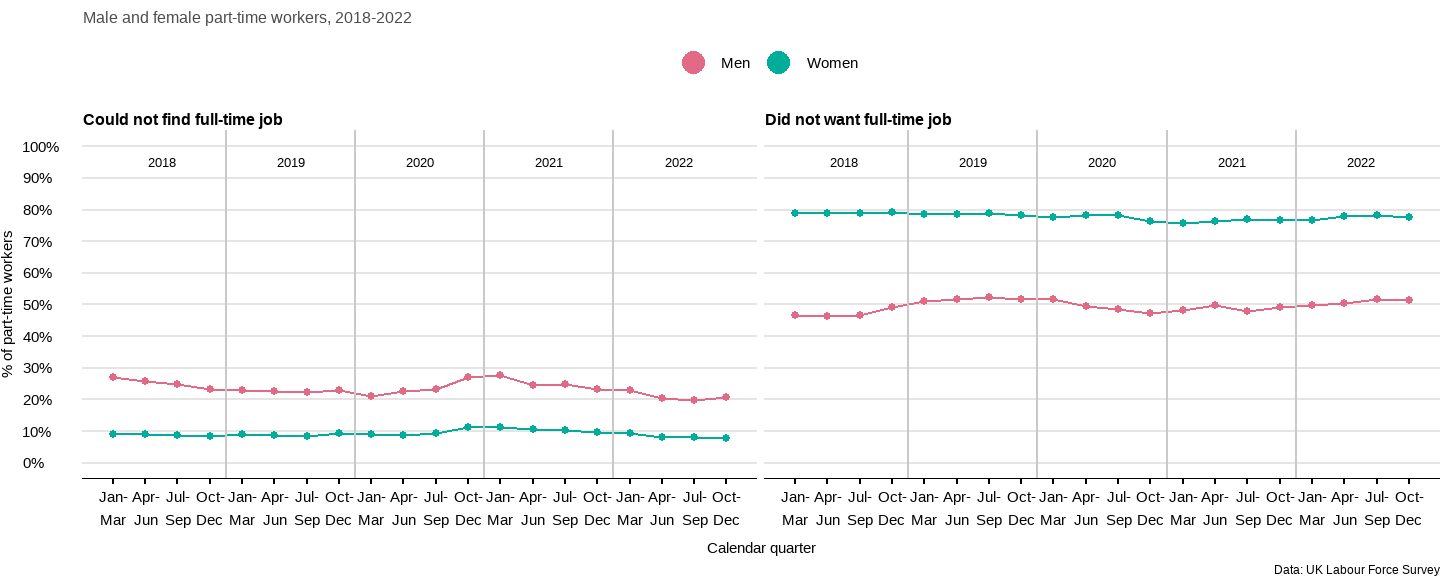 Male and female part-time workers, 2018-2022
Men Women
Could not find full-time job Did not want full-time job
100%
2018 2019 2020 2021 2022 2018 2019 2020 2021 2022
90%
80%
70%
60%
50%
40%
30%
20%
10%
0%
% of part-time workers
Jan- Apr- Jul- Oct- Jan- Apr- Jul- Oct- Jan- Apr- Jul- Oct- Jan- Apr- Jul- Oct- Jan- Apr- Jul- Oct- Jan- Apr- Jul- Oct- Jan- Apr- Jul- Oct- Jan- Apr- Jul- Oct- Jan- Apr- Jul- Oct- Jan- Apr- Jul- Oct-
Mar Jun Sep Dec Mar Jun Sep Dec Mar Jun Sep Dec Mar Jun Sep Dec Mar Jun Sep Dec Mar Jun Sep Dec Mar Jun Sep Dec Mar Jun Sep Dec Mar Jun Sep Dec Mar Jun Sep Dec
Calendar quarter
Data: UK Labour Force Survey